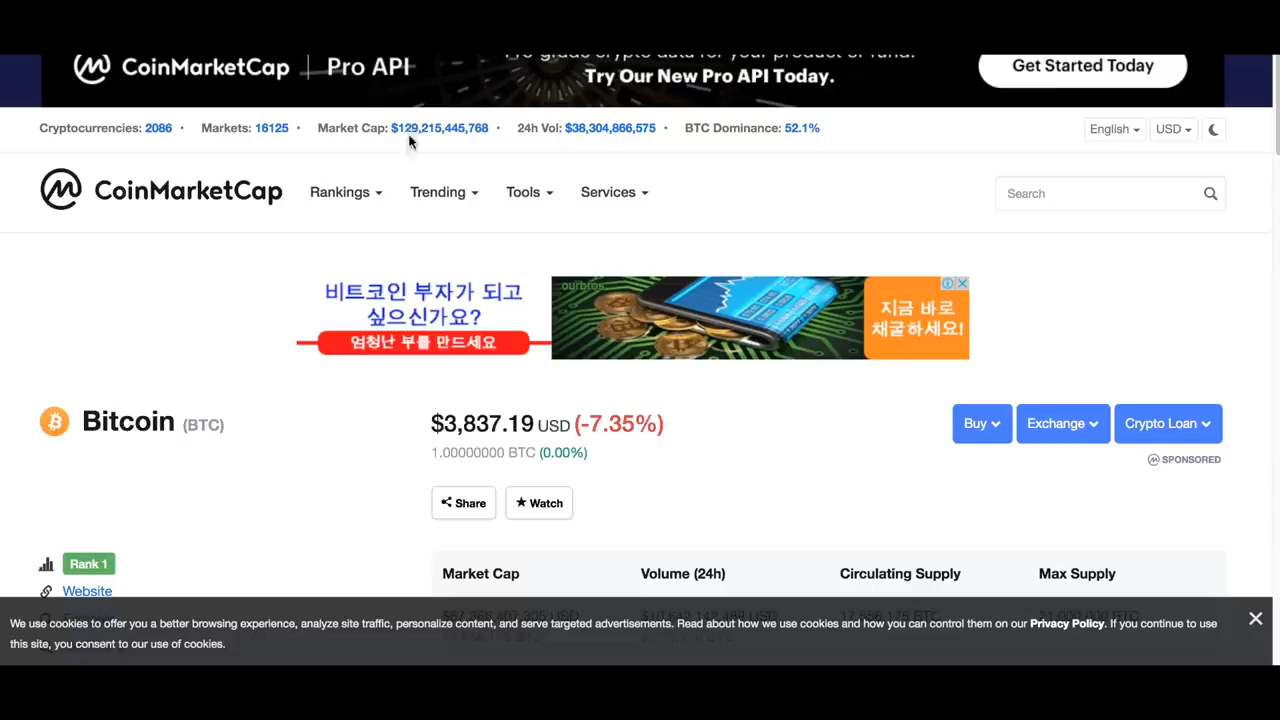 CoinMarketCap | Pro API
Try Our New Pro API Today.
Get Started Today
Cryptocurrencies: 2086 • Markets: 16125 • Market Cap: $129,215,445,768 • 24h Vol: $38,304,866,575 • BTC Dominance: 52.1%
English
USD
CoinMarketCap
Rankings
Trending
Tools
Services
Search
비트코인 부자가 되고
싶으신가요?
엄청난 부를 만드세요
ourbtos
지금 바로
채굴하세요!
Bitcoin (BTC)
$3,837.19 USD (-7.35%)
1.00000000 BTC (0.00%)
Buy
Exchange
Crypto Loan
SPONSORED
Share
Watch
Rank 1
Website
Market Cap
Volume (24h)
Circulating Supply
Max Supply
We use cookies to offer you a better browsing experience, analyze site traffic, personalize content, and serve targeted advertisements. Read about how we use cookies and how you can control them on our Privacy Policy. If you continue to use
this site, you consent to our use of cookies.